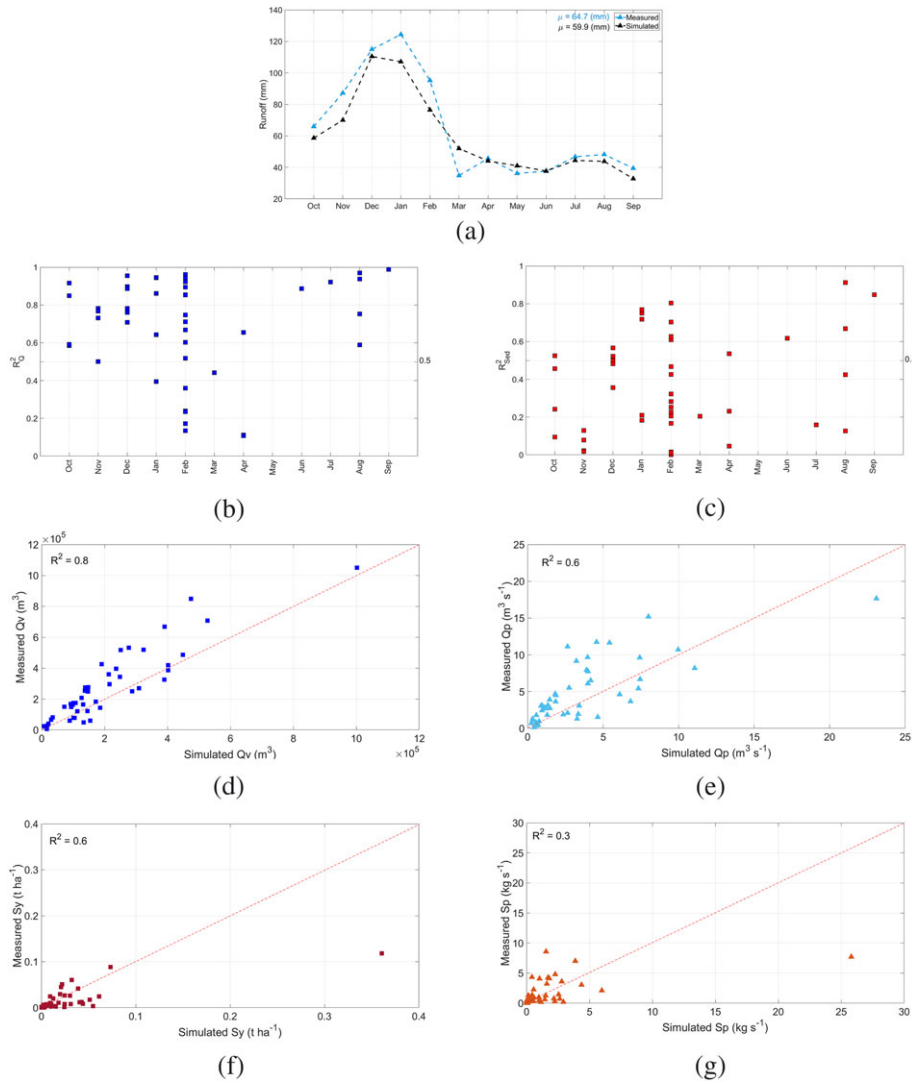 μ = 64.7 (mm)
μ = 59.9 (mm)
Measured
Simulated
140
120
100
80
60
40
20
Runoff (mm)
Oct Nov Dec Jan Feb Mar Apr May Jun Jul Aug Sep
(a)
1
0.8
0.6
0.4
0.2
0
R²Q
0.5
Oct Nov Dec Jan Feb Mar Apr May Jun Jul Aug Sep
(b)
1
0.8
0.6
0.4
0.2
0
R²Sed
0.
Oct Nov Dec Jan Feb Mar Apr May Jun Jul Aug Sep
(c)
×10⁵
12
10
8
6
4
2
0
R² = 0.8
Measured Qv (m³)
0 2 4 6 8 10 12
Simulated Qv (m³)
×10⁵
(d)
25
20
15
10
5
0
R² = 0.6
Measured Qp (m³ s⁻¹)
0 5 10 15 20 25
Simulated Qp (m³ s⁻¹)
(e)
0.4
0.3
0.2
0.1
0
R² = 0.6
Measured Sy (t ha⁻¹)
0 0.1 0.2 0.3 0.4
Simulated Sy (t ha⁻¹)
(f)
30
25
20
15
10
5
0
R² = 0.3
Measured Sp (kg s⁻¹)
0 5 10 15 20 25 30
Simulated Sp (kg s⁻¹)
(g)